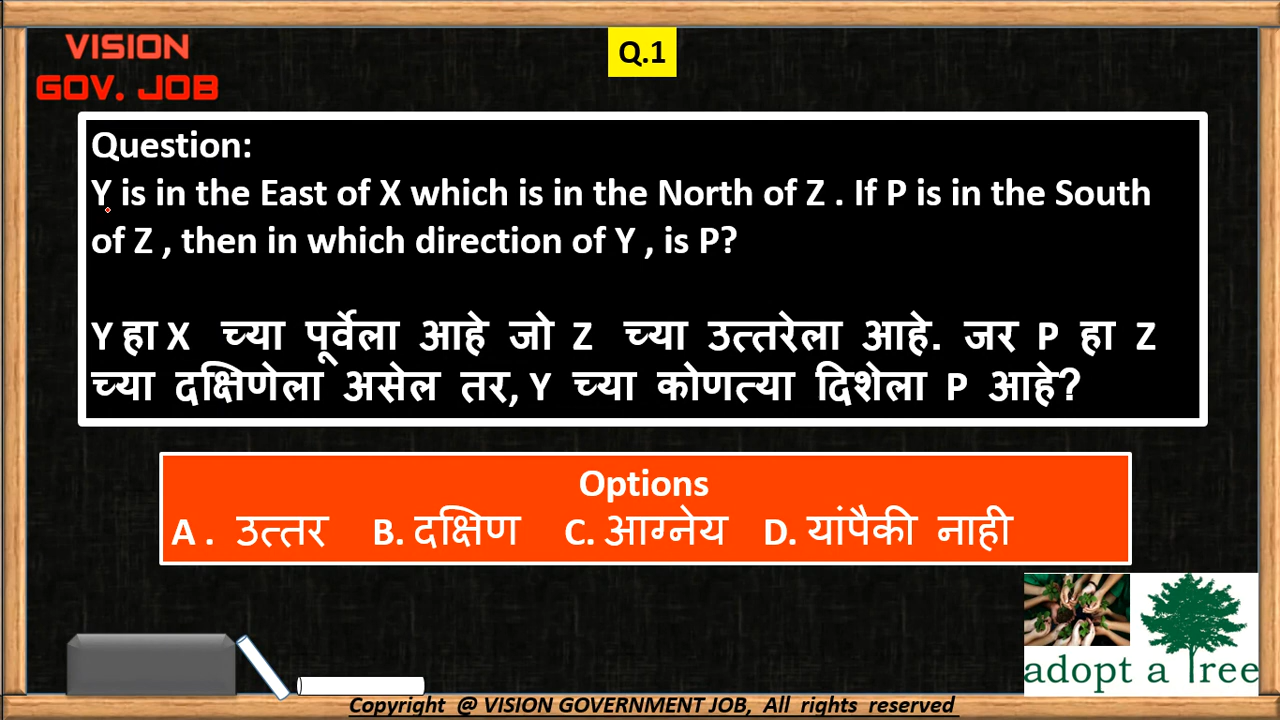 VISION
GOV. JOB
Q.1
Question:
Y is in the East of X which is in the North of Z . If P is in the South
of Z , then in which direction of Y , is P?
Y हा X च्या पूर्वेला आहे जो Z च्या उत्तरेला आहे. जर P हा Z
च्या दक्षिणेला असेल तर, Y च्या कोणत्या दिशेला P आहे?
Options
A . उत्तर B. दक्षिण C. आग्नेय D. यांपैकी नाही
adopt a Tree
Copyright @ VISION GOVERNMENT JOB, All rights reserved